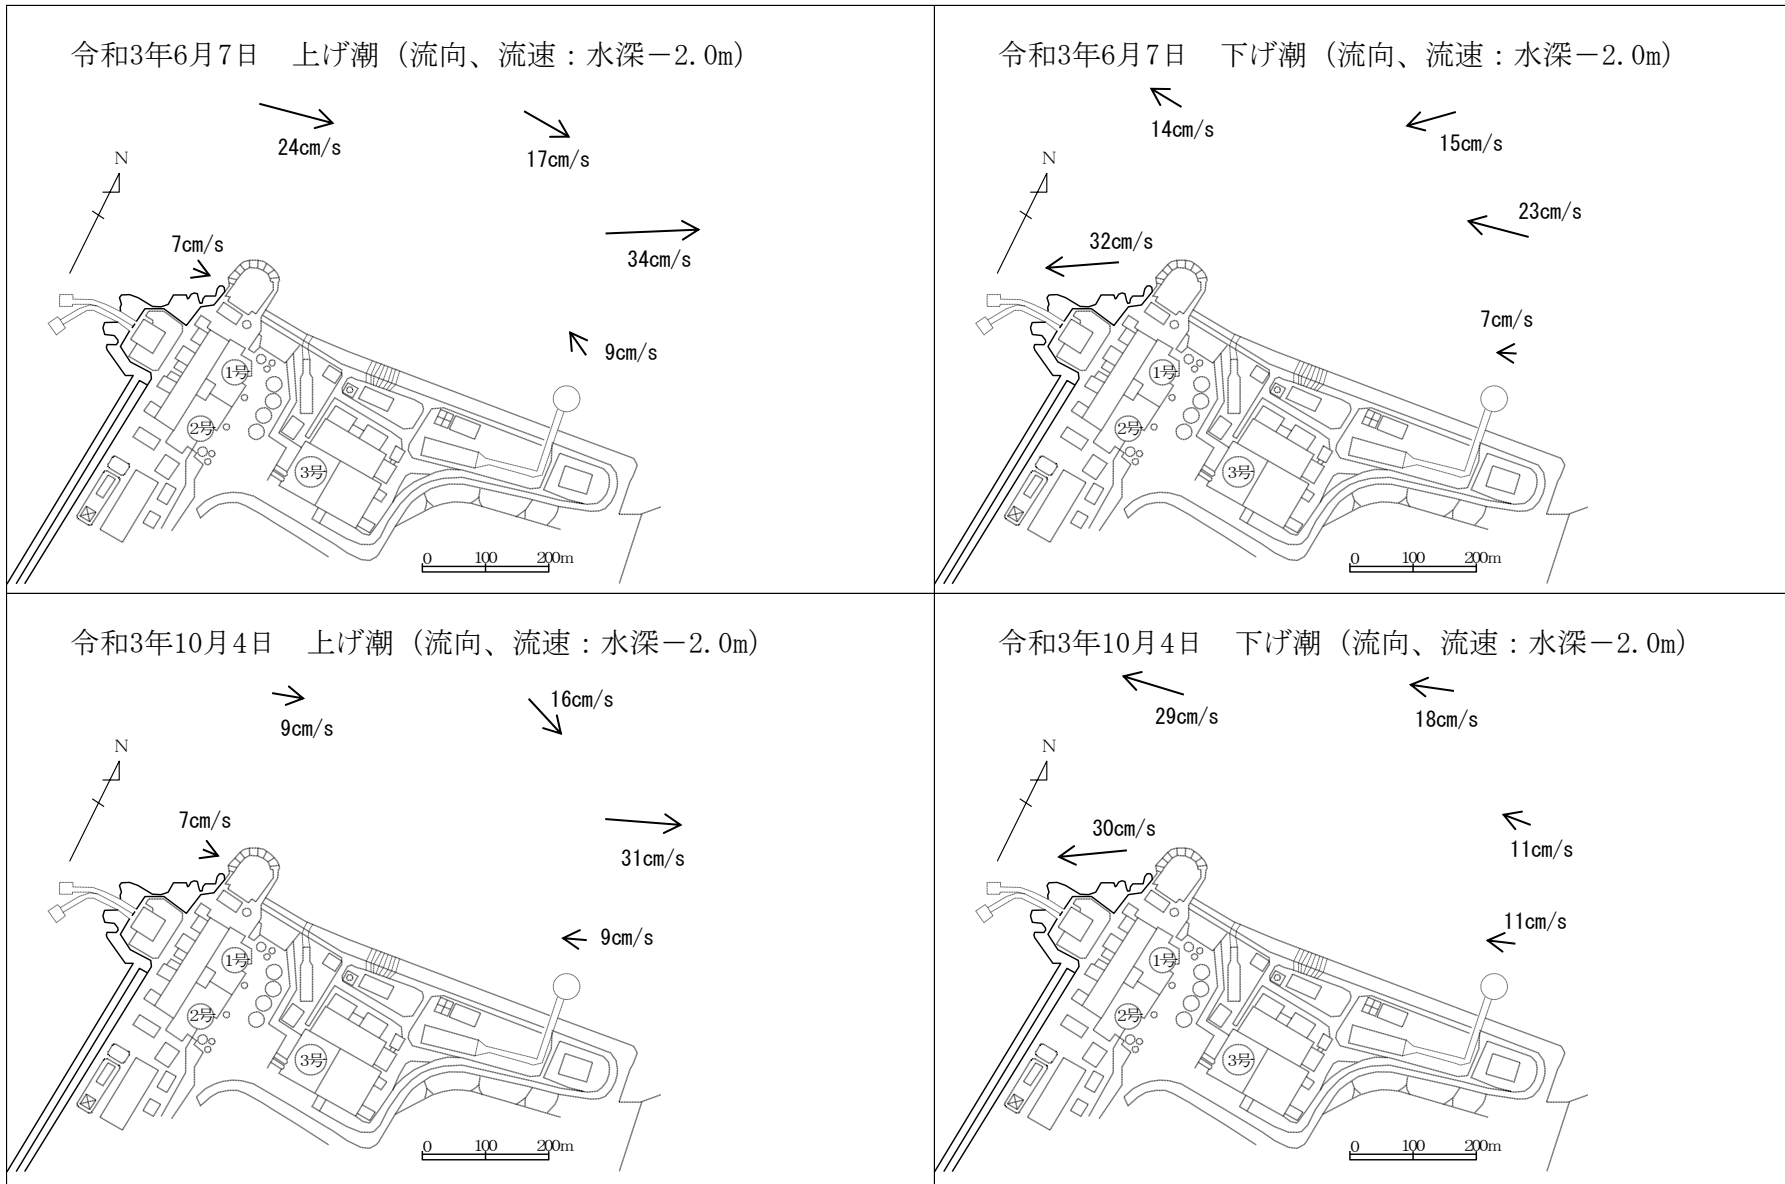 令和3年6月7日　上げ潮（流向、流速：水深－2.0m）
24cm/s
17cm/s
N
7cm/s
34cm/s
9cm/s
1号
2号
3号
0 100 200m
令和3年6月7日　下げ潮（流向、流速：水深－2.0m）
14cm/s
15cm/s
N
23cm/s
32cm/s
7cm/s
1号
2号
3号
0 100 200m
令和3年10月4日　上げ潮（流向、流速：水深－2.0m）
16cm/s
9cm/s
N
7cm/s
31cm/s
9cm/s
1号
2号
3号
0 100 200m
令和3年10月4日　下げ潮（流向、流速：水深－2.0m）
29cm/s
18cm/s
N
30cm/s
11cm/s
11cm/s
1号
2号
3号
0 100 200m